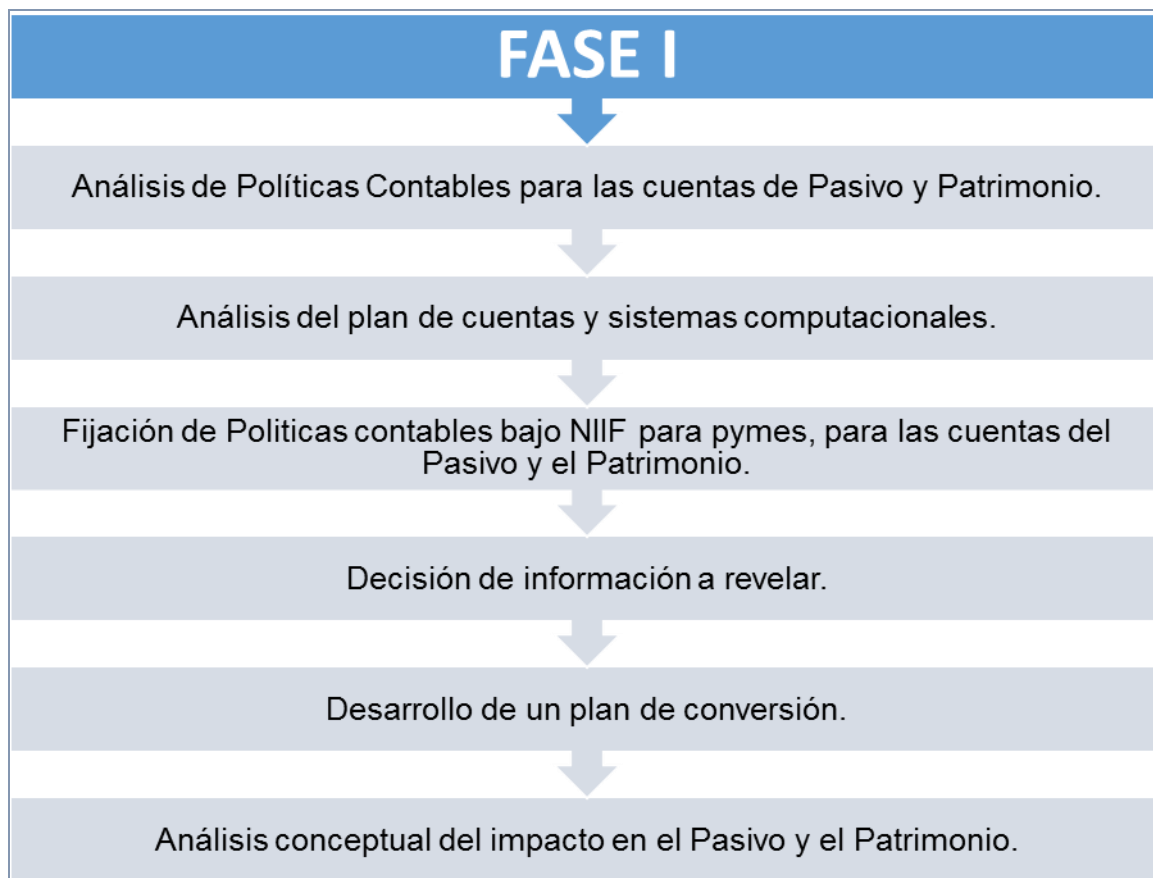 FASE I
Análisis de Políticas Contables para las cuentas de Pasivo y Patrimonio.
Análisis del plan de cuentas y sistemas computacionales.
Fijación de Politicas contables bajo NIIF para pymes, para las cuentas del
Pasivo y el Patrimonio.
Decisión de información a revelar.
Desarrollo de un plan de conversión.
Análisis conceptual del impacto en el Pasivo y el Patrimonio.